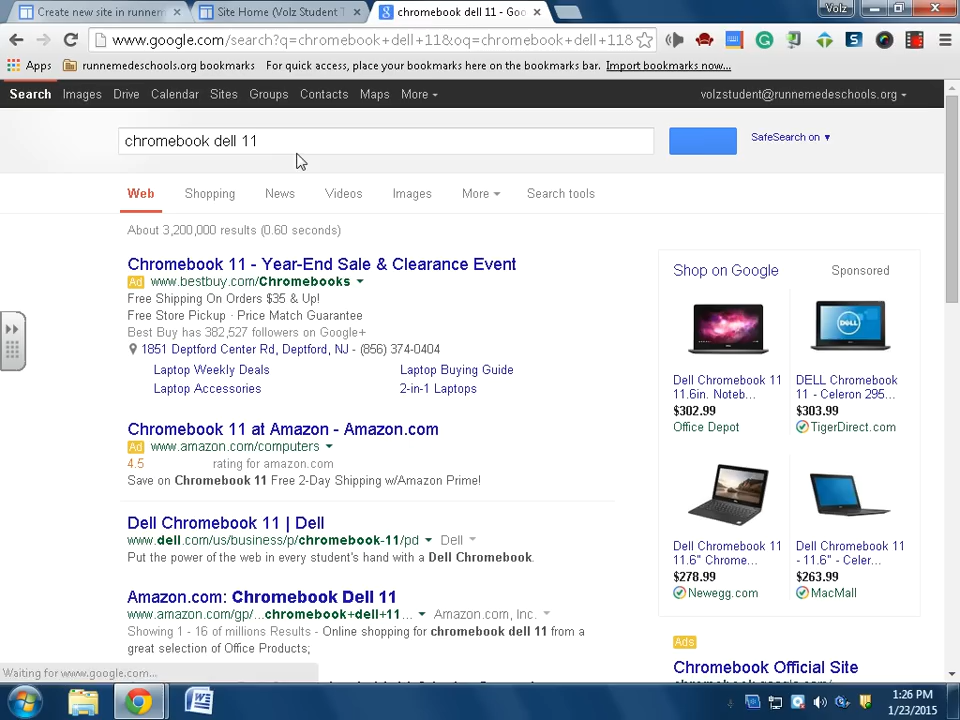 Create new site in runnem
Site Home (Volz Student T
chromebook dell 11 - Goo
Volz
www.google.com/search?q=chromebook+dell+11&oq=chromebook+dell+118
Apps
runnemedeschools.org bookmarks
For quick access, place your bookmarks here on the bookmarks bar.
Import bookmarks now...
Search Images Drive Calendar Sites Groups Contacts Maps More
volzstudent@runnemedeschools.org
chromebook dell 11
SafeSearch on
Web Shopping News Videos Images More Search tools
About 3,200,000 results (0.60 seconds)
Chromebook 11 - Year-End Sale & Clearance Event
Ad www.bestbuy.com/Chromebooks
Free Shipping On Orders $35 & Up!
Free Store Pickup · Price Match Guarantee
Best Buy has 382,527 followers on Google+
1851 Deptford Center Rd, Deptford, NJ - (856) 374-0404
Laptop Weekly Deals Laptop Buying Guide
Laptop Accessories 2-in-1 Laptops
Chromebook 11 at Amazon - Amazon.com
Ad www.amazon.com/computers
4.5 rating for amazon.com
Save on Chromebook 11 Free 2-Day Shipping w/Amazon Prime!
Dell Chromebook 11 | Dell
www.dell.com/us/business/p/chromebook-11/pd Dell
Put the power of the web in every student's hand with a Dell Chromebook.
Amazon.com: Chromebook Dell 11
www.amazon.com/gp/...chromebook+dell+11... Amazon.com, Inc.
Showing 1 - 16 of millions Results - Online shopping for chromebook dell 11 from a
great selection of Office Products;
Shop on Google Sponsored
DELL
Dell Chromebook 11
11.6in. Noteb...
$302.99
Office Depot
DELL Chromebook
11 - Celeron 295...
$303.99
TigerDirect.com
Dell Chromebook 11
11.6" Chrome...
$278.99
Newegg.com
Dell Chromebook 11
- 11.6" - Celer...
$263.99
MacMall
Ads
Chromebook Official Site
Waiting for www.google.com...
1:26 PM
1/23/2015